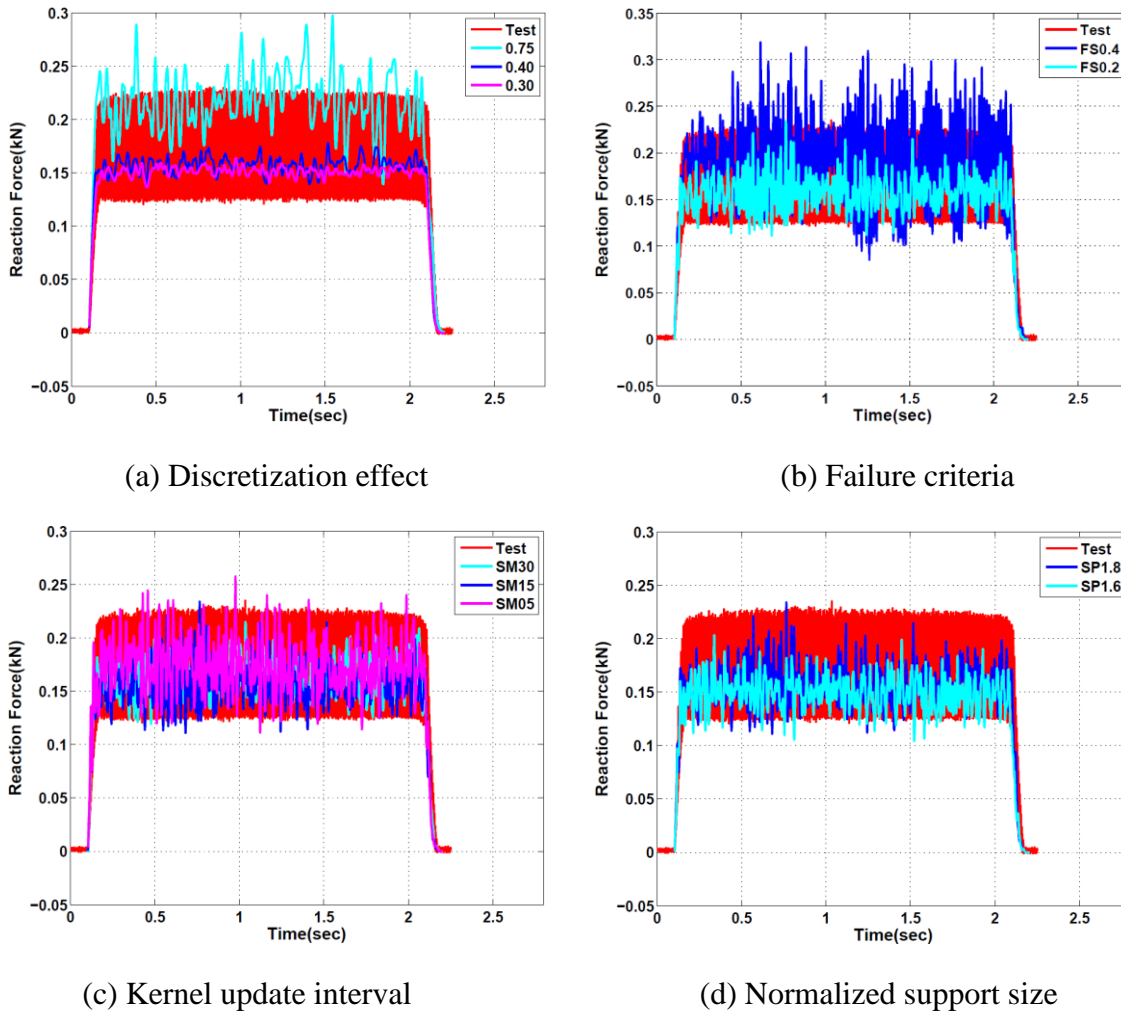 0.3
0.25
0.2
0.15
0.1
0.05
0
−0.05
Reaction Force(kN)
0 0.5 1 1.5 2 2.5
Time(sec)
Test
0.75
0.40
0.30
(a) Discretization effect
0.35
0.3
0.25
0.2
0.15
0.1
0.05
0
−0.05
Reaction Force(kN)
0 0.5 1 1.5 2 2.5
Time(sec)
Test
FS0.4
FS0.2
(b) Failure criteria
0.3
0.25
0.2
0.15
0.1
0.05
0
−0.05
Reaction Force(kN)
0 0.5 1 1.5 2 2.5
Time(sec)
Test
SM30
SM15
SM05
(c) Kernel update interval
0.3
0.25
0.2
0.15
0.1
0.05
0
−0.05
Reaction Force(kN)
0 0.5 1 1.5 2 2.5
Time(sec)
Test
SP1.8
SP1.6
(d) Normalized support size